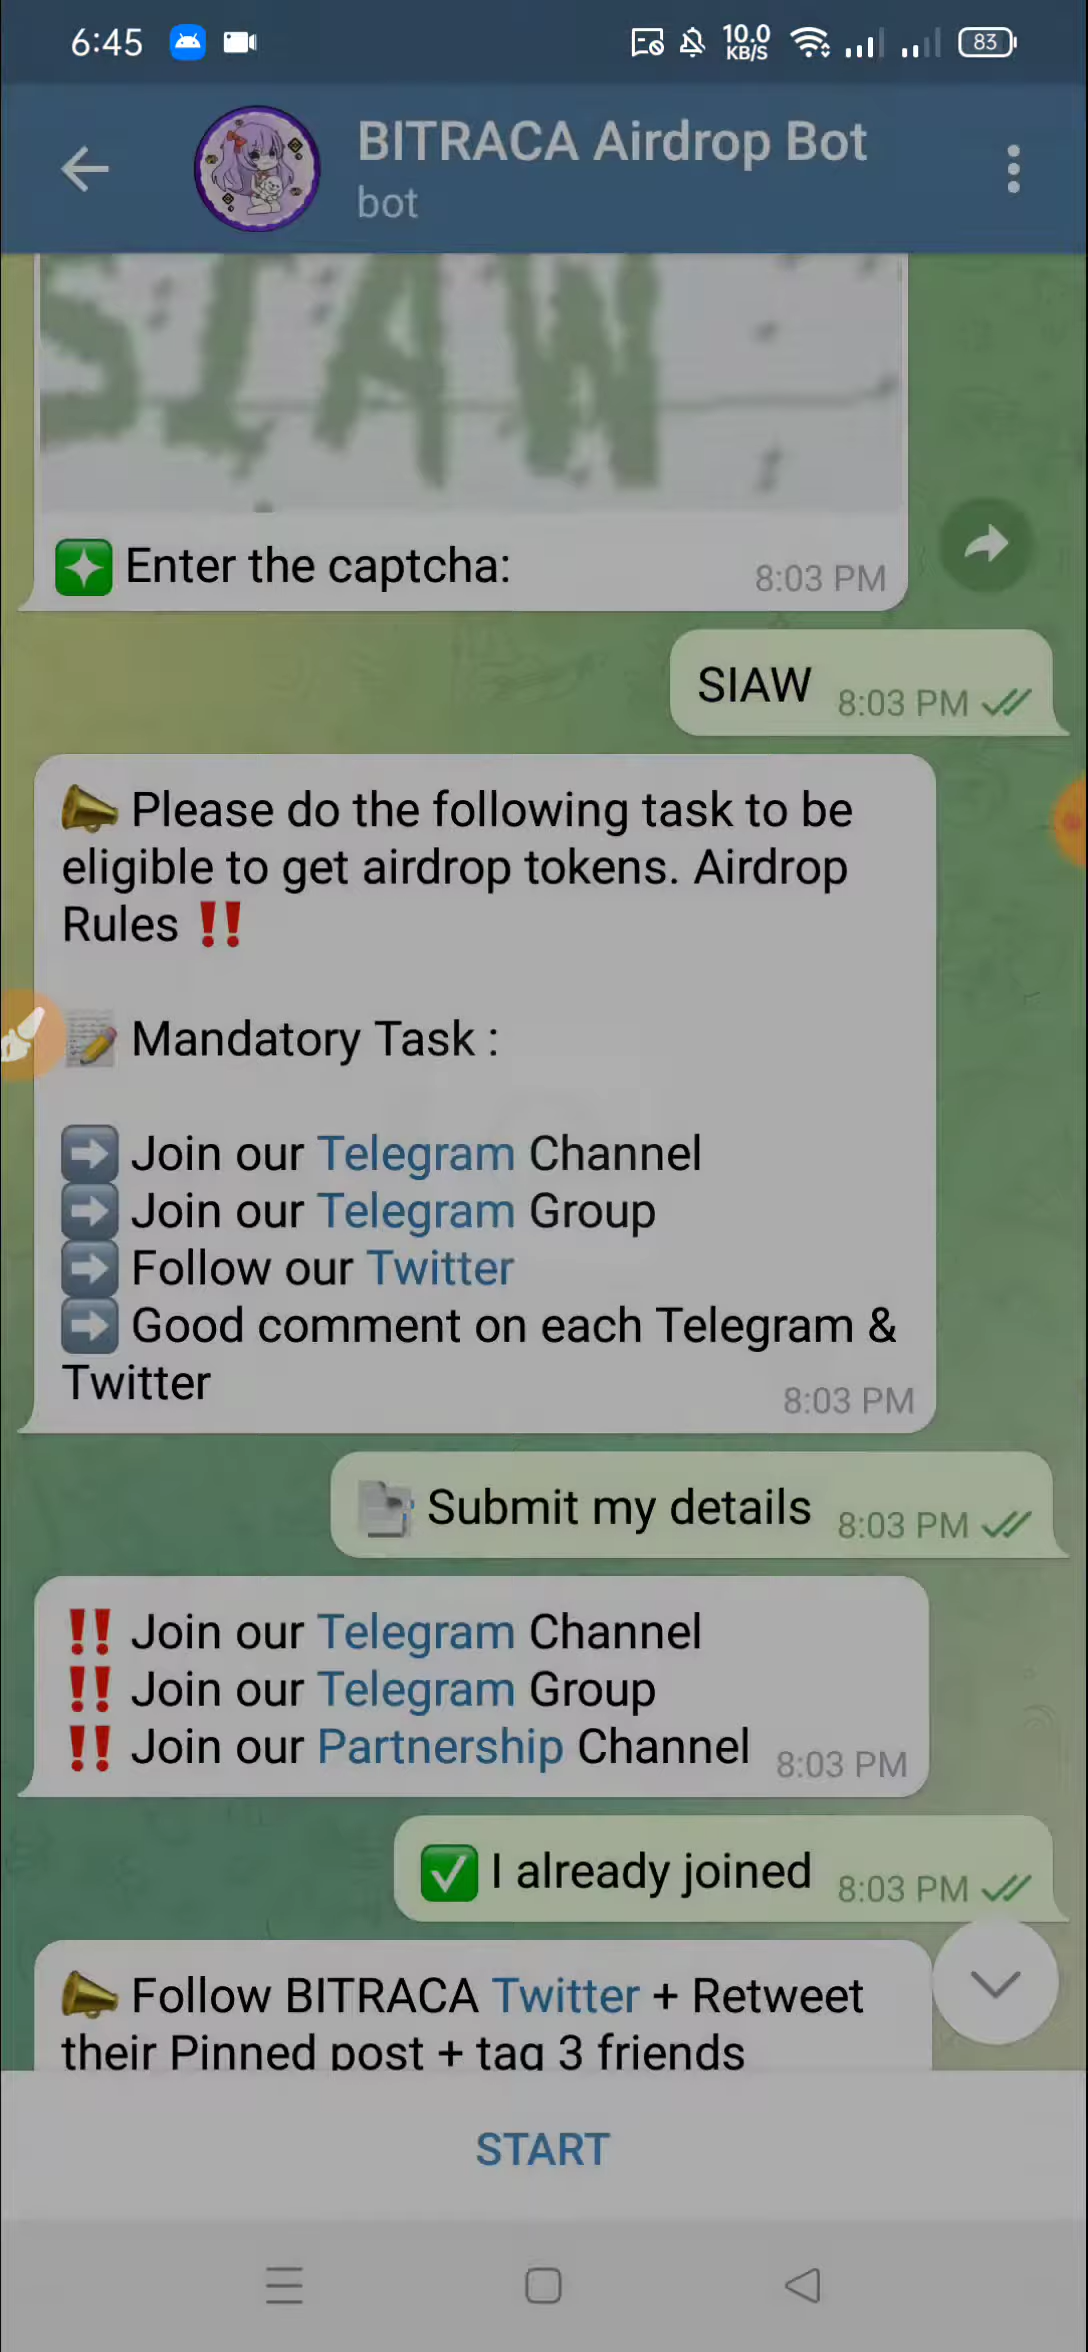 6:45
10.0
KB/S
83
BITRACA Airdrop Bot
bot
SIAW
Enter the captcha:
8:03 PM
SIAW
8:03 PM
Please do the following task to be
eligible to get airdrop tokens. Airdrop
Rules ‼️
Mandatory Task :
➡️ Join our Telegram Channel
➡️ Join our Telegram Group
➡️ Follow our Twitter
➡️ Good comment on each Telegram &
Twitter
8:03 PM
Submit my details
8:03 PM
‼️ Join our Telegram Channel
‼️ Join our Telegram Group
‼️ Join our Partnership Channel
8:03 PM
I already joined
8:03 PM
Follow BITRACA Twitter + Retweet
their Pinned post + tag 3 friends
START